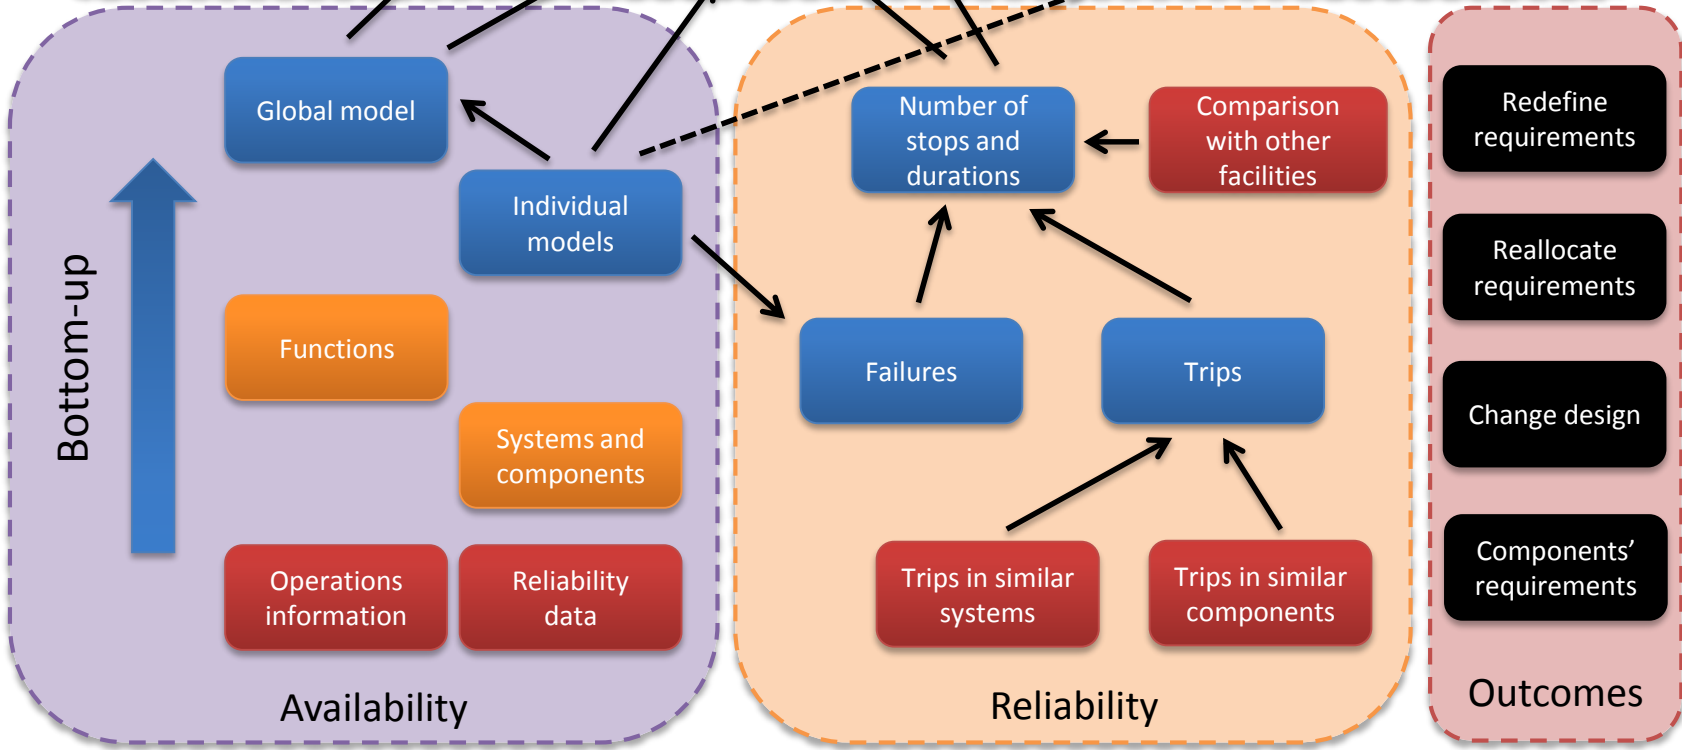 Bottom-up
Global model
Individual
models
Functions
Systems and
components
Operations
information
Reliability
data
Availability
Number of
stops and
durations
Comparison
with other
facilities
Failures
Trips
Trips in similar
systems
Trips in similar
components
Reliability
Redefine
requirements
Reallocate
requirements
Change design
Components’
requirements
Outcomes